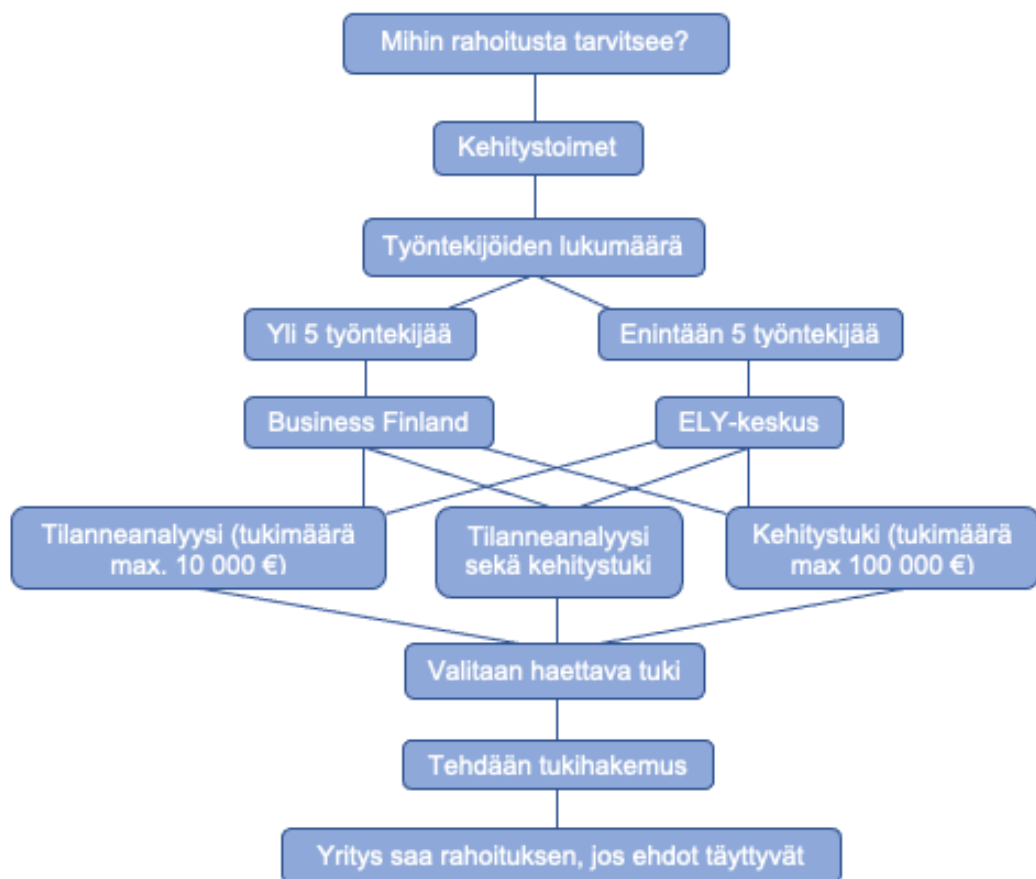 Mihin rahoitusta tarvitsee?
Kehitystoimet
Työntekijöiden lukumäärä
Yli 5 työntekijää
Enintään 5 työntekijää
Business Finland
ELY-keskus
Tilanneanalyysi (tukimäärä
max. 10 000 €)
Tilanneanalyysi
sekä kehitystuki
Kehitystuki (tukimäärä
max 100 000 €)
Valitaan haettava tuki
Tehdään tukihakemus
Yritys saa rahoituksen, jos ehdot täyttyvät